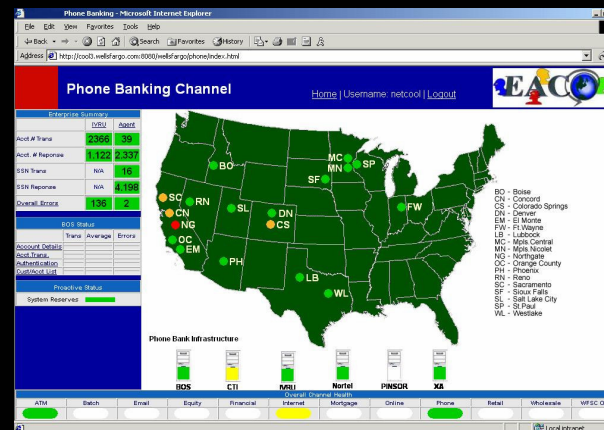 Phone Banking - Microsoft Internet Explorer
File Edit View Favorites Tools Help
Back Search Favorites History
Address http://cool3.wellsfargo.com:8080/wellsfargo/phone/index.html
Phone Banking Channel
Home | Username: netcool | Logout
EACO
Enterprise Summary
IVRU Agent
Acct.# Trans 2366 39
Acct. # Reponse 1.122 2.337
SSN Trans N/A 16
SSN Reponse N/A 4.198
Overall Errors 136 2
BOS Status
Trans Average Errors
Account Details
Acct.Trans.
Authentication
Cust/Acct List
Proactive Status
System Reserves
BO
MC
SP
MN
SF
SC
RN
CN
SL
DN
FW
NG
CS
OC
EM
PH
LB
WL
BO - Boise
CN - Concord
CS - Colorado Springs
DN - Denver
EM - El Monte
FW - Ft.Wayne
LB - Lubbock
MC - Mpls.Central
MN - Mpls.Nicolet
NG - Northgate
OC - Orange County
PH - Phoenix
RN - Reno
SC - Sacramento
SF - Sioux Falls
SL - Salt Lake City
SP - St.Paul
WL - Westlake
Phone Bank Infrastructure
BOS CTI IVRU Nortel PINSOR XA
Overall Channel Health
ATM Batch Email Equity Financial Internet Mortgage Online Phone Retail Wholesale WFSC O
Local intranet